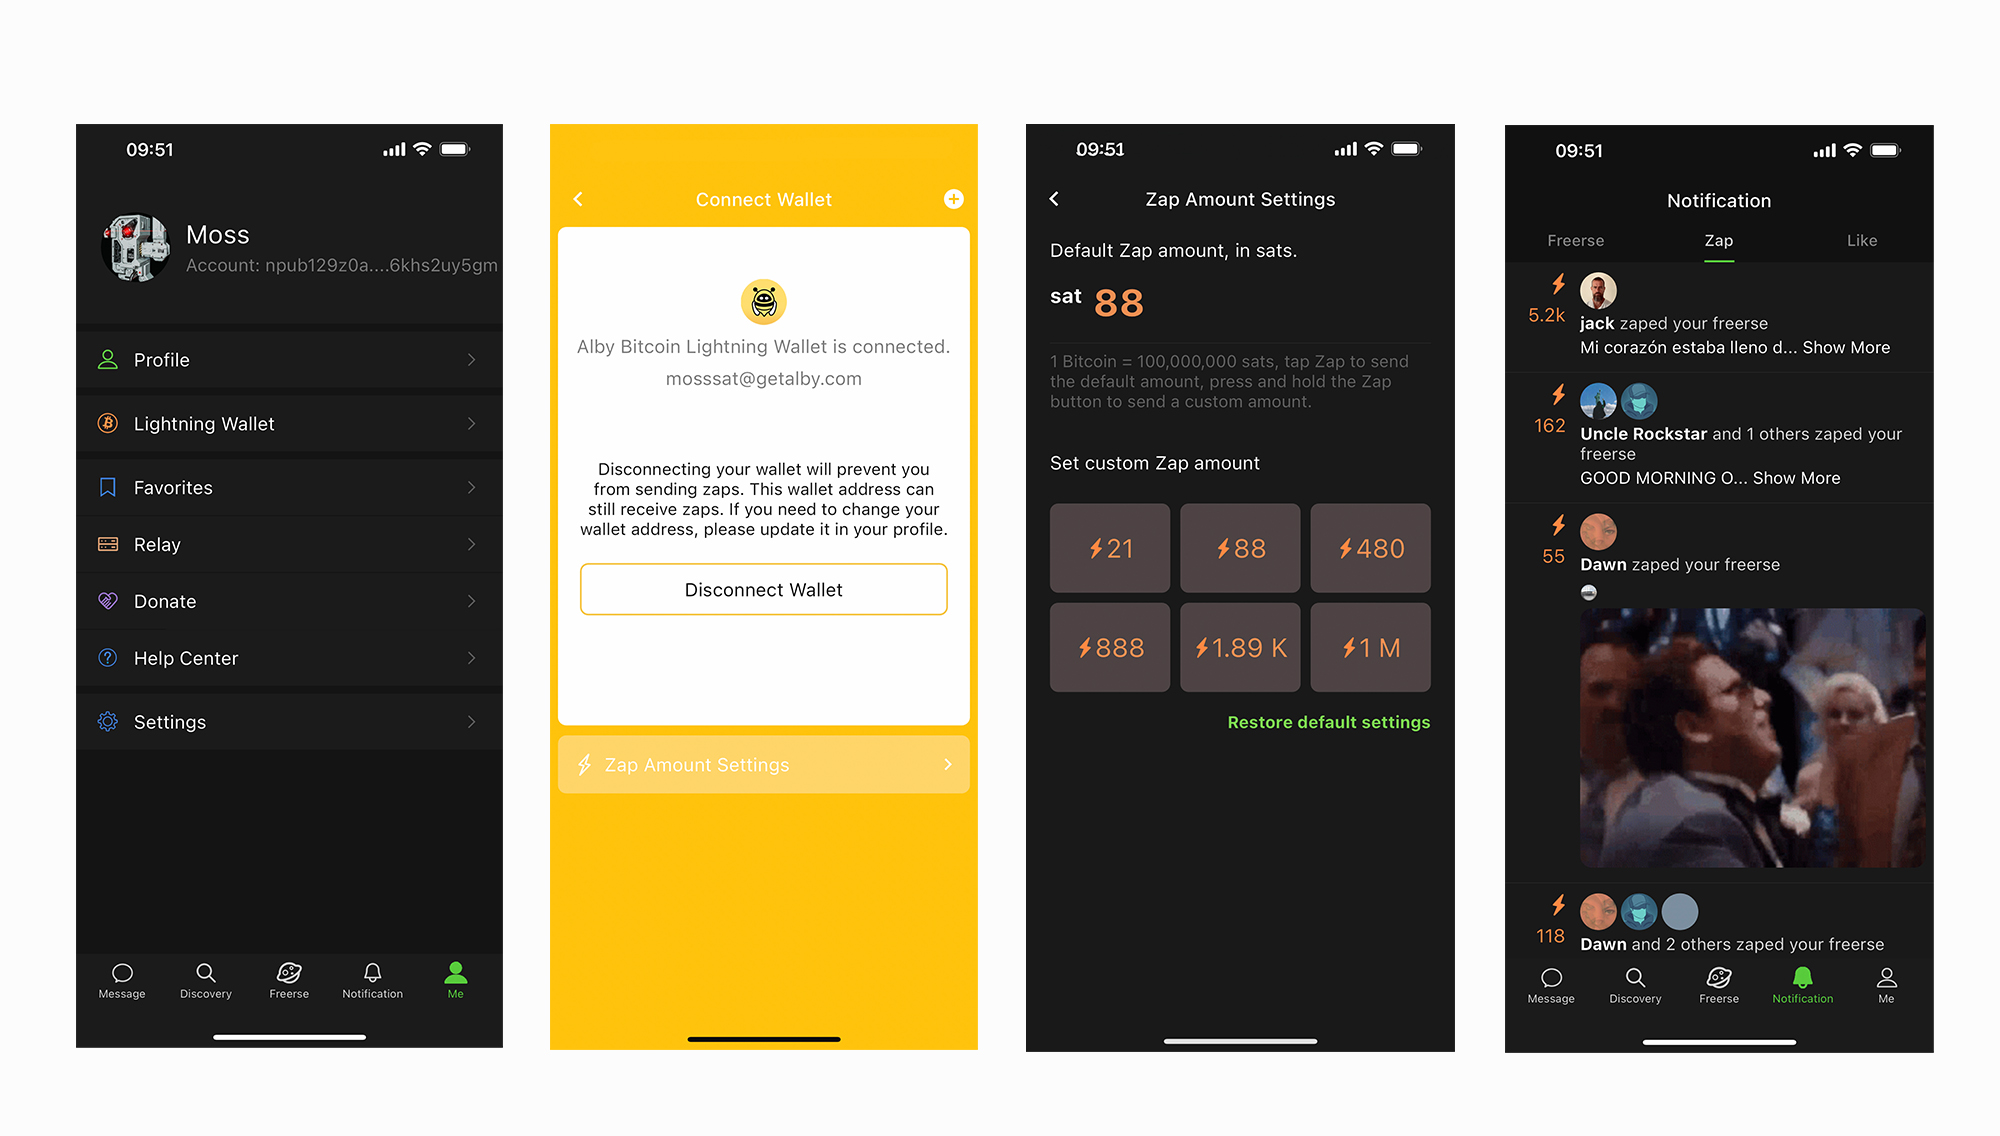 09:51
Moss
Account: npub129z0a....6khs2uy5gm
Profile
Lightning Wallet
Favorites
Relay
Donate
Help Center
Settings
Message
Discovery
Freerse
Notification
Me
Connect Wallet
Alby Bitcoin Lightning Wallet is connected.
mosssat@getalby.com
Disconnecting your wallet will prevent you
from sending zaps. This wallet address can
still receive zaps. If you need to change your
wallet address, please update it in your profile.
Disconnect Wallet
Zap Amount Settings
09:51
Zap Amount Settings
Default Zap amount, in sats.
sat 88
1 Bitcoin = 100,000,000 sats, tap Zap to send
the default amount, press and hold the Zap
button to send a custom amount.
Set custom Zap amount
21
88
480
888
1.89 K
1 M
Restore default settings
09:51
Notification
Freerse
Zap
Like
5.2k
jack zaped your freerse
Mi corazón estaba lleno d... Show More
162
Uncle Rockstar and 1 others zaped your
freerse
GOOD MORNING O... Show More
55
Dawn zaped your freerse
118
Dawn and 2 others zaped your freerse
Message
Discovery
Freerse
Notification
Me